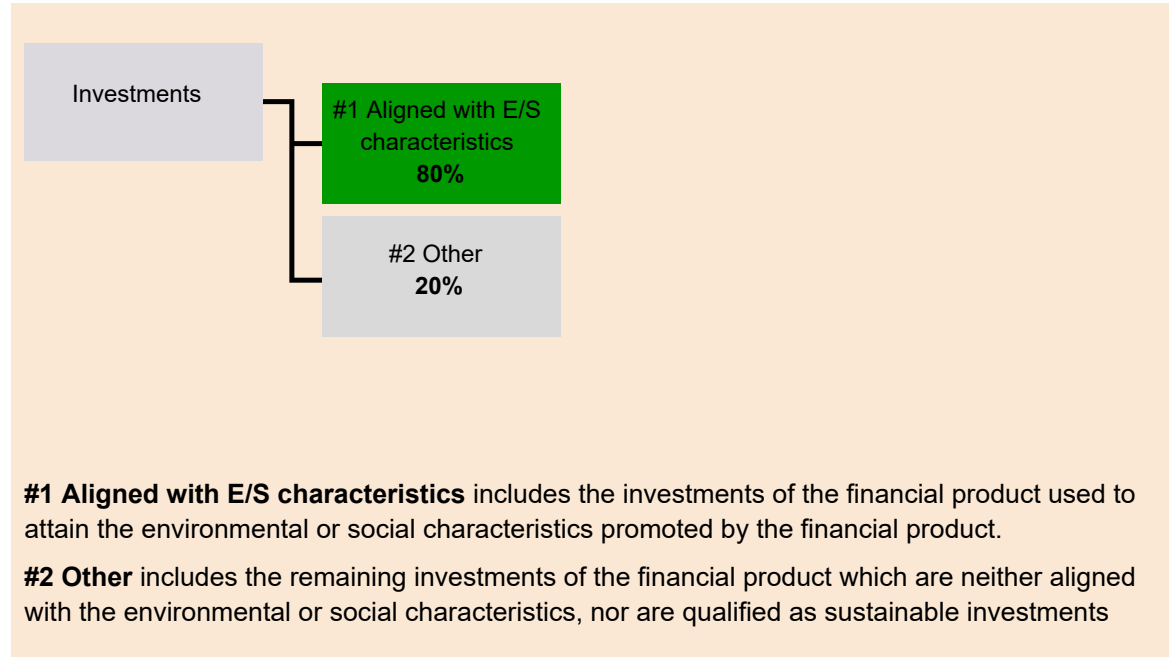 Investments
#1 Aligned with E/S
characteristics
80%
#2 Other
20%
#1 Aligned with E/S characteristics includes the investments of the financial product used to
attain the environmental or social characteristics promoted by the financial product.
#2 Other includes the remaining investments of the financial product which are neither aligned
with the environmental or social characteristics, nor are qualified as sustainable investments